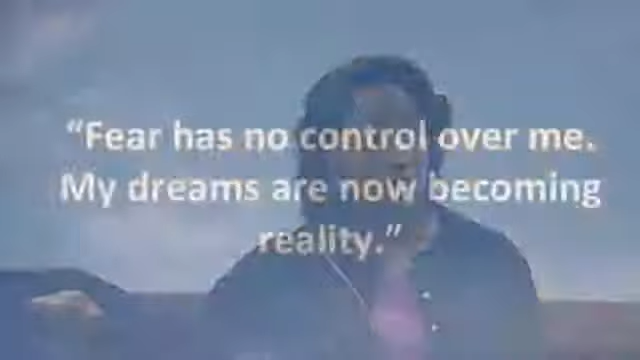 “Fear has no control over me.
My dreams are now becoming
reality.”